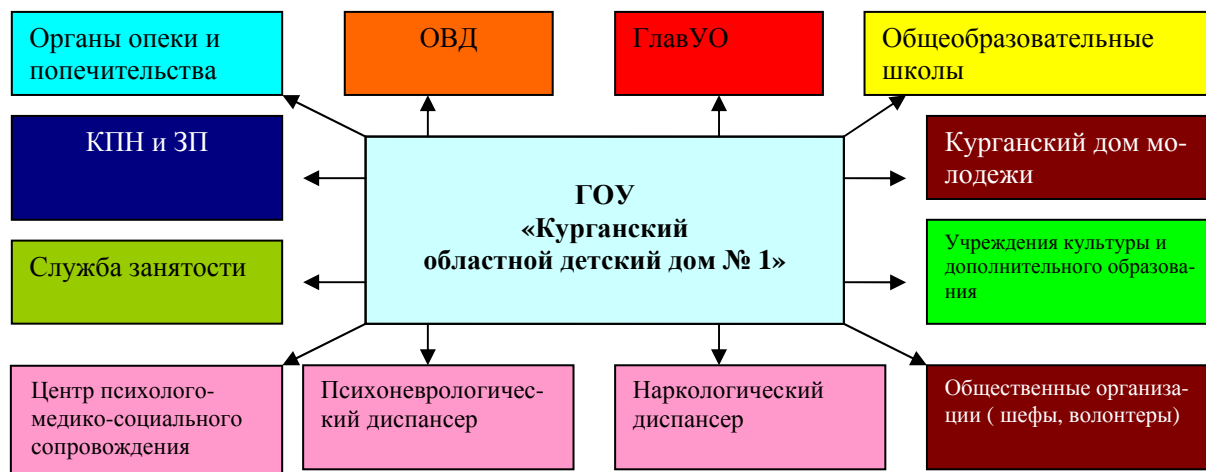 Органы опеки и
попечительства
ОВД
ГлавУО
Общеобразовательные
школы
КПН и ЗП
Курганский дом мо-
лодежи
ГОУ
«Курганский
областной детский дом № 1»
Служба занятости
Учреждения культуры и
дополнительного образова-
ния
Центр психолого-
медико-социального
сопровождения
Психоневрологичес-
кий диспансер
Наркологический
диспансер
Общественные организа-
ции ( шефы, волонтеры)